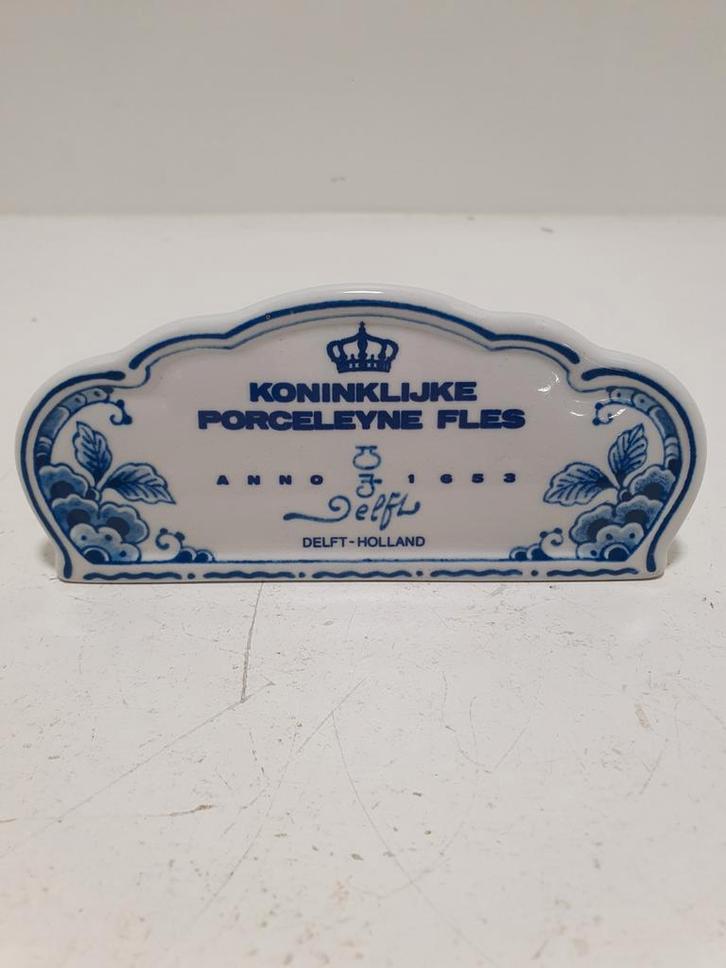 KONINKLIJKE
PORCELEYNE FLES
ANNO 1653
Delft
DELFT-HOLLAND